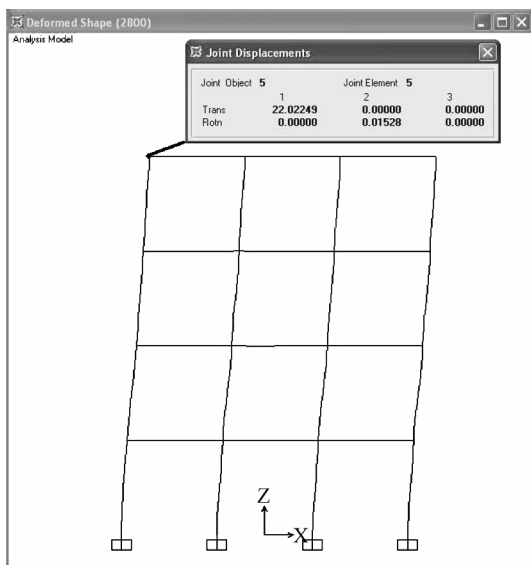 Deformed Shape (2800)
Analysis Model
Joint Displacements
Joint Object 5 Joint Element 5
1 2 3
Trans 22.02249 0.00000 0.00000
Rotn 0.00000 0.01528 0.00000
Z
X